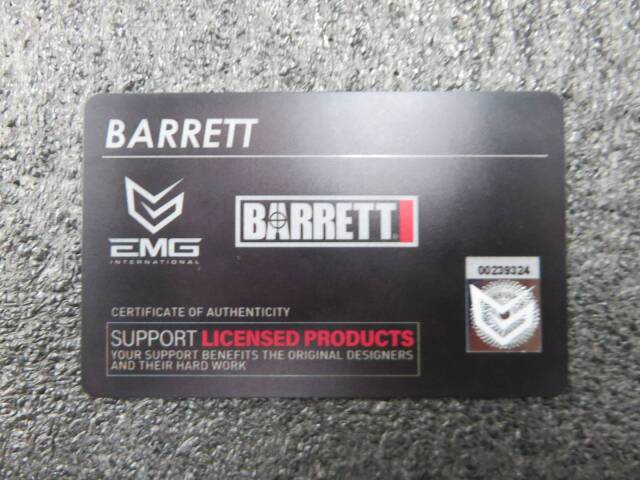 BARRETT
EMG
INTERNATIONAL
BARRETT
00239324
CERTIFICATE OF AUTHENTICITY
SUPPORT LICENSED PRODUCTS
YOUR SUPPORT BENEFITS THE ORIGINAL DESIGNERS
AND THEIR HARD WORK